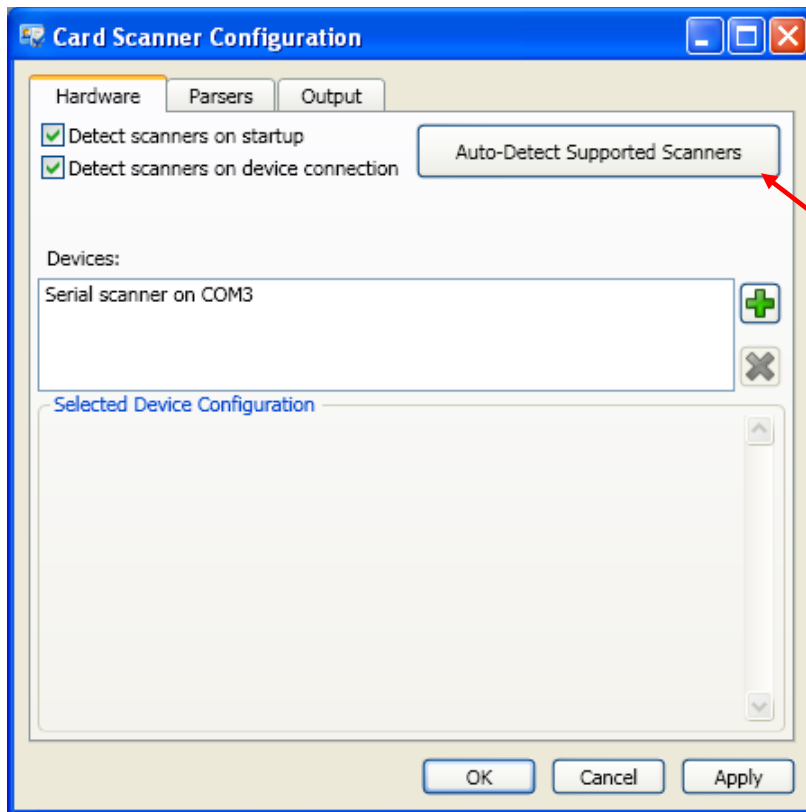 Card Scanner Configuration
Hardware Parsers Output
Detect scanners on startup
Auto-Detect Supported Scanners
Detect scanners on device connection
Devices:
Serial scanner on COM3
Selected Device Configuration
OK Cancel Apply